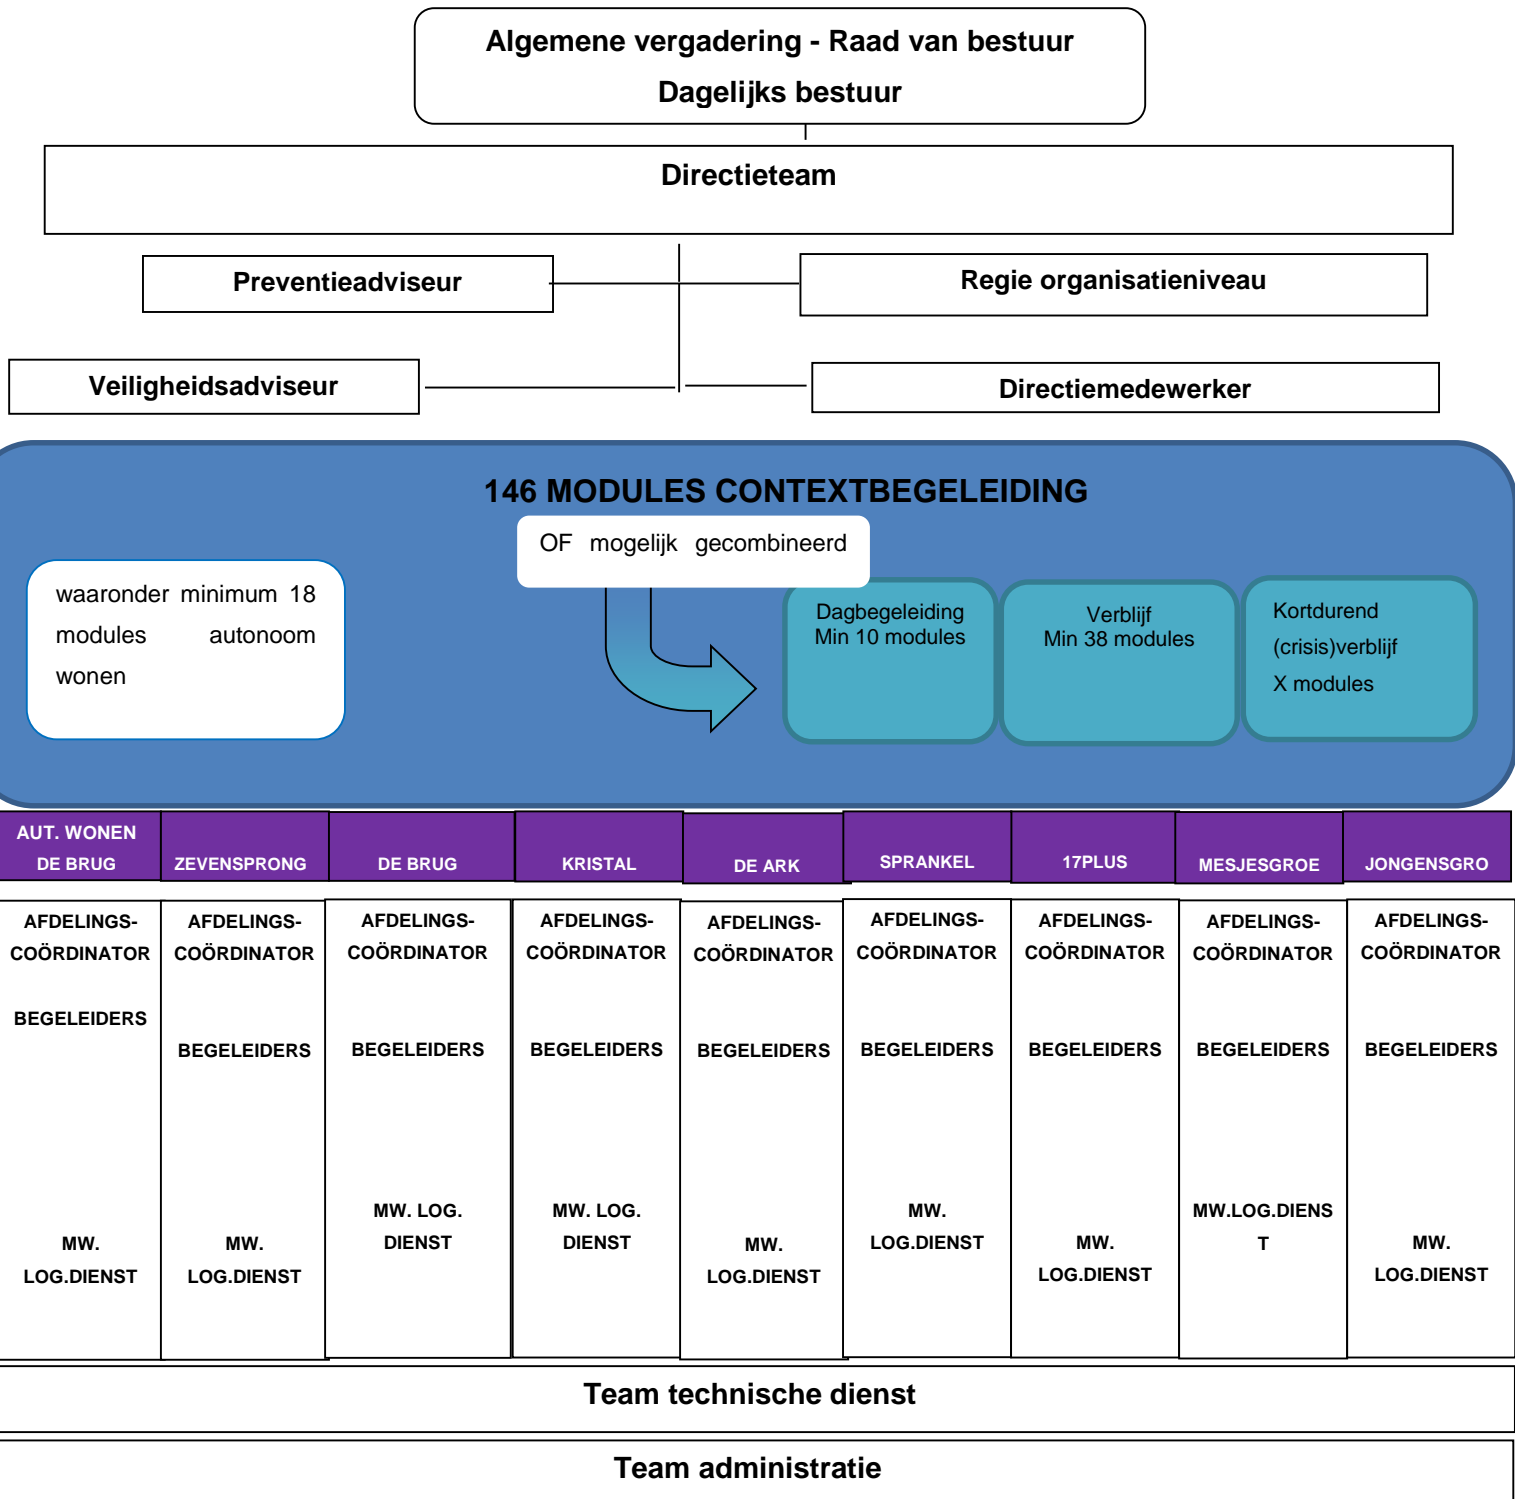 Algemene vergadering - Raad van bestuur
Dagelijks bestuur
Directieteam
Preventieadviseur
Regie organisatieniveau
Veiligheidsadviseur
Directiemedewerker
146 MODULES CONTEXTBEGELEIDING
OF mogelijk gecombineerd
waaronder minimum 18
modules autonoom
wonen
Dagbegeleiding
Min 10 modules
Verblijf
Min 38 modules
Kortdurend
(crisis)verblijf
X modules
AUT. WONEN
DE BRUG
ZEVENSPRONG
DE BRUG
KRISTAL
DE ARK
SPRANKEL
17PLUS
MESJESGROE
JONGENSGRO
AFDELINGS-
COÖRDINATOR
BEGELEIDERS
MW.
LOG.DIENST
AFDELINGS-
COÖRDINATOR
BEGELEIDERS
MW.
LOG.DIENST
AFDELINGS-
COÖRDINATOR
BEGELEIDERS
MW. LOG.
DIENST
AFDELINGS-
COÖRDINATOR
BEGELEIDERS
MW. LOG.
DIENST
AFDELINGS-
COÖRDINATOR
BEGELEIDERS
MW.
LOG.DIENST
AFDELINGS-
COÖRDINATOR
BEGELEIDERS
MW.
LOG.DIENST
AFDELINGS-
COÖRDINATOR
BEGELEIDERS
MW.
LOG.DIENST
AFDELINGS-
COÖRDINATOR
BEGELEIDERS
MW.LOG.DIENS
T
AFDELINGS-
COÖRDINATOR
BEGELEIDERS
MW.
LOG.DIENST
Team technische dienst
Team administratie